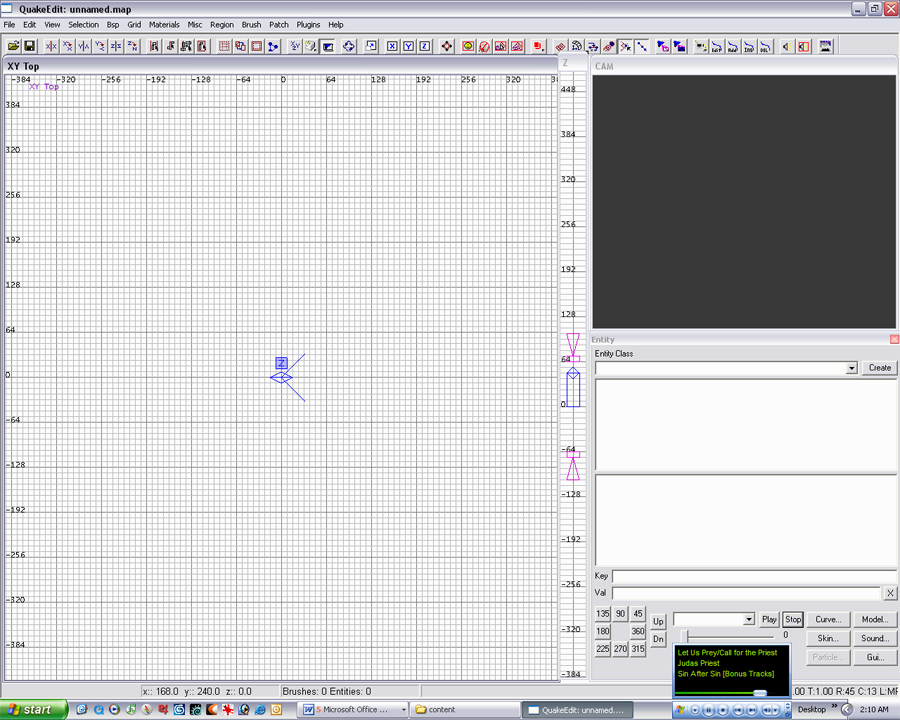 QuakeEdit: unnamed.map
File Edit View Selection Bsp Grid Materials Misc Region Brush Patch Plugins Help
XY Top
Z
CAM
-384 -320 -256 -192 -128 -64 0 64 128 192 256 320
XY Top
384
320
256
192
128
64
0
-64
-128
-192
-256
-320
-384
Z
448
384
320
256
192
128
64
0
-64
-128
-192
-256
-320
-384
Entity
Entity Class
Create
Key
Val
X
135 90 45
180 360
225 270 315
Up
Dn
Play Stop Curve... Model...
0
Skin... Sound...
Particle... Gui...
Let Us Prey/Call for the Priest
Judas Priest
Sin After Sin [Bonus Tracks]
x:: 168.0 y:: 240.0 z:: 0.0
Brushes: 0 Entities: 0
.00 T:1.00 R:45 C:13 L:MR
start
5 Microsoft Office ...
content
QuakeEdit: unnamed....
Desktop
2:10 AM